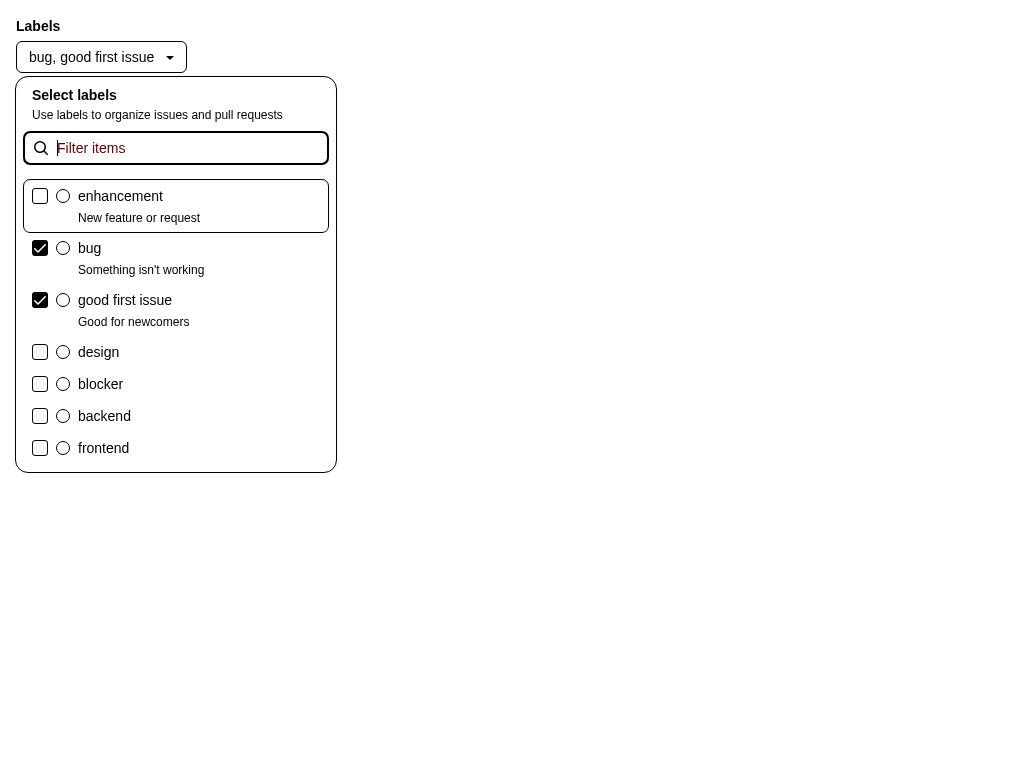 Labels
bug, good first issue
Select labels
Use labels to organize issues and pull requests
Filter items
enhancement
New feature or request
bug
Something isn't working
good first issue
Good for newcomers
design
blocker
backend
frontend